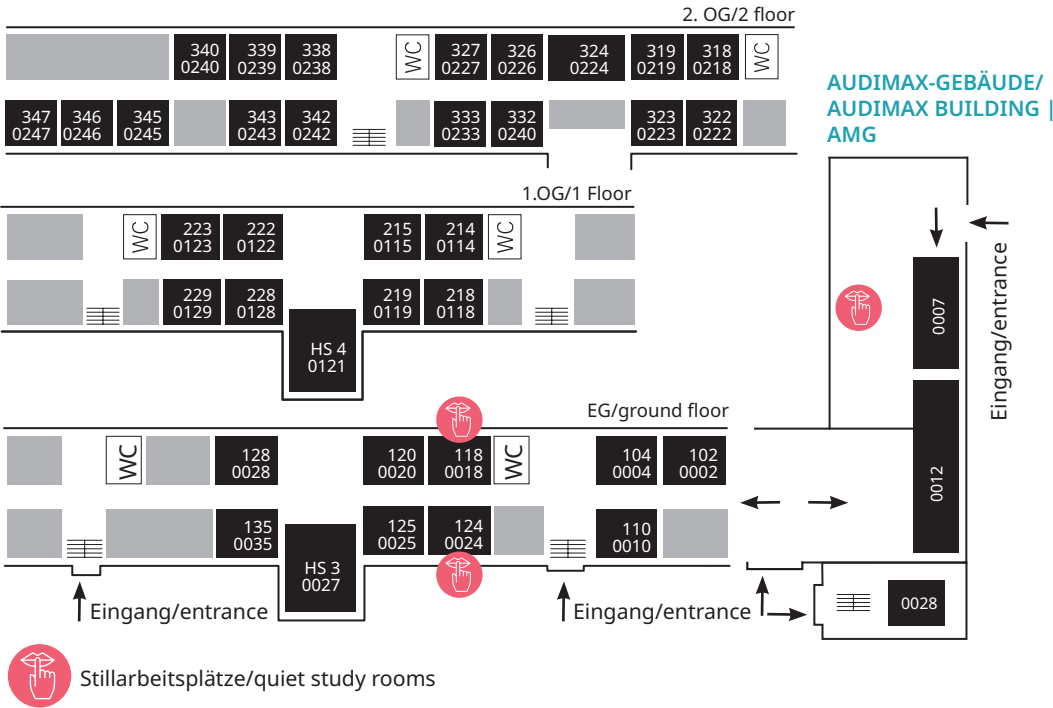 2. OG/2 floor
340 339 338 WC 327 326 324 319 318 WC
0240 0239 0238 0227 0226 0224 0219 0218
347 346 345 343 342 333 332 323 322
0247 0246 0245 0243 0242 0233 0240 0223 0222
AUDIMAX-GEBÄUDE/
AUDIMAX BUILDING |
AMG
1.OG/1 Floor
WC 223 222 215 214 WC
0123 0122 0115 0114
229 228 219 218
0129 0128 0119 0118
HS 4
0121
Eingang/entrance
0007
0012
EG/ground floor
WC 128 120 118 WC 104 102
0028 0020 0018 0004 0002
135 125 124 110
0035 0025 0024 0010
HS 3
0027
Eingang/entrance Eingang/entrance
0028
Stillarbeitsplätze/quiet study rooms